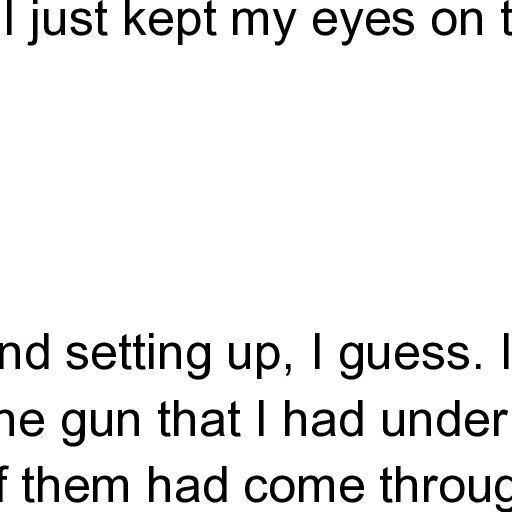 I just kept my eyes on t
nd setting up, I guess. I
ne gun that I had under
f them had come throug